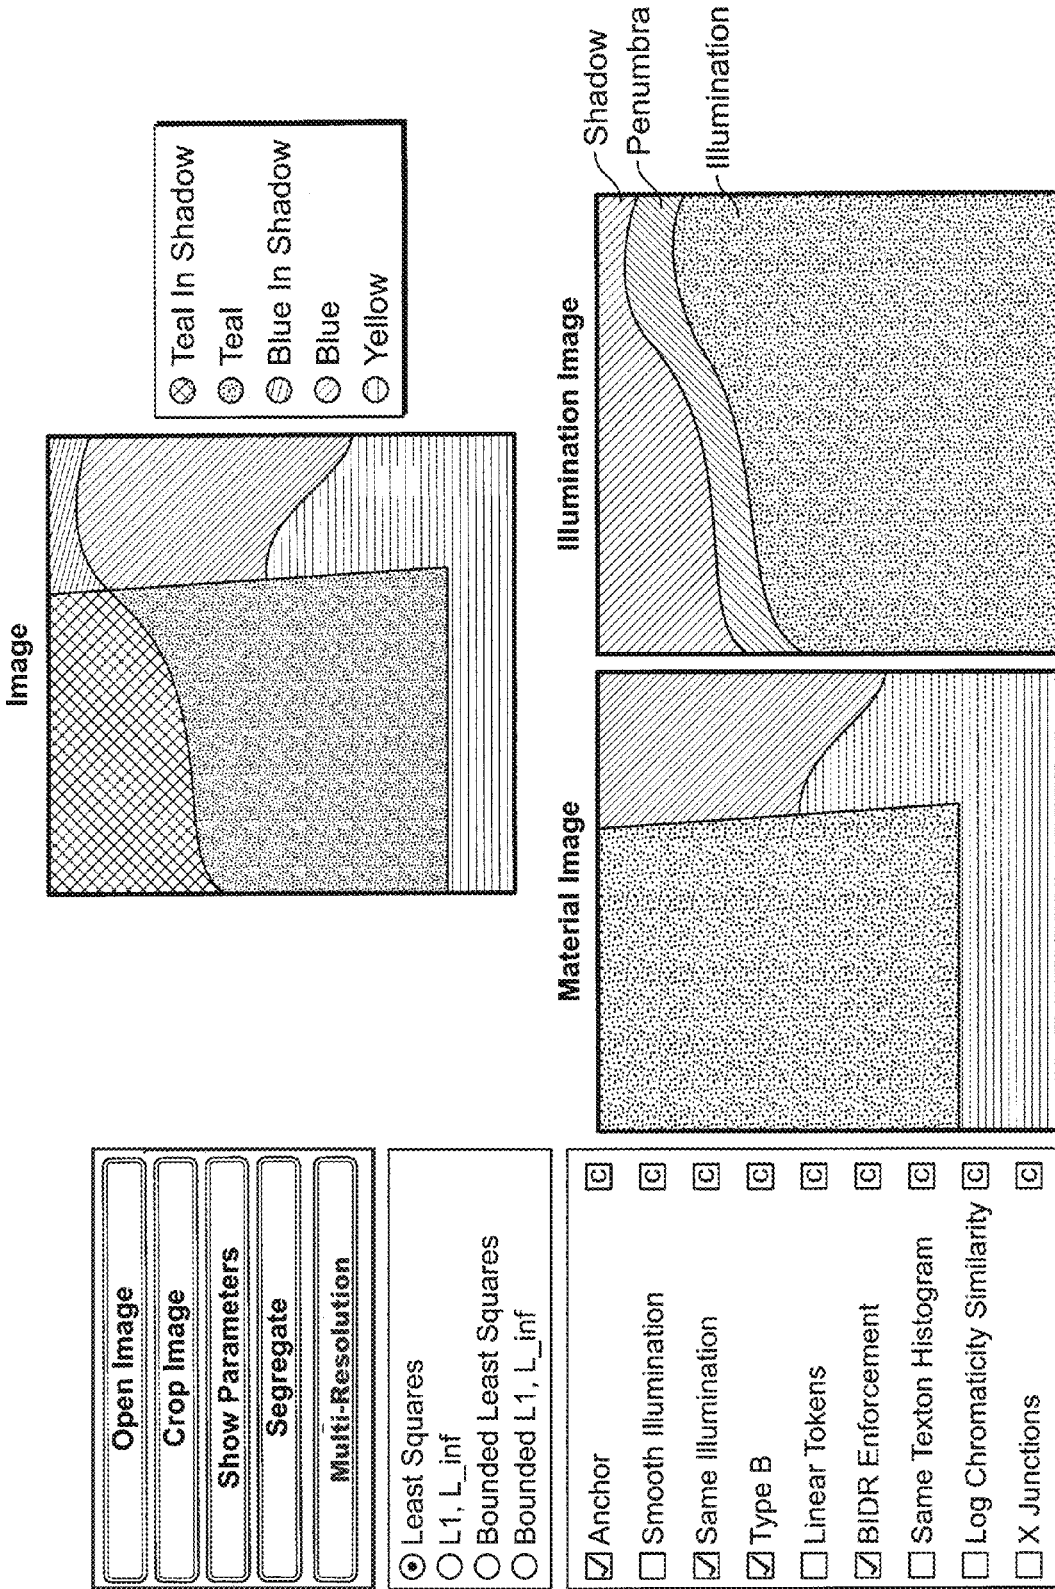 Open Image
Crop Image
Show Parameters
Segregate
Multi-Resolution
Least Squares
L1, L_inf
Bounded Least Squares
Bounded L1, L_inf
Anchor C
Smooth Illumination C
Same Illumination C
Type B C
Linear Tokens C
BIDR Enforcement C
Same Texton Histogram C
Log Chromaticity Similarity C
X Junctions C
Image
Teal In Shadow
Teal
Blue In Shadow
Blue
Yellow
Material Image
Illumination Image
Shadow
Penumbra
Illumination